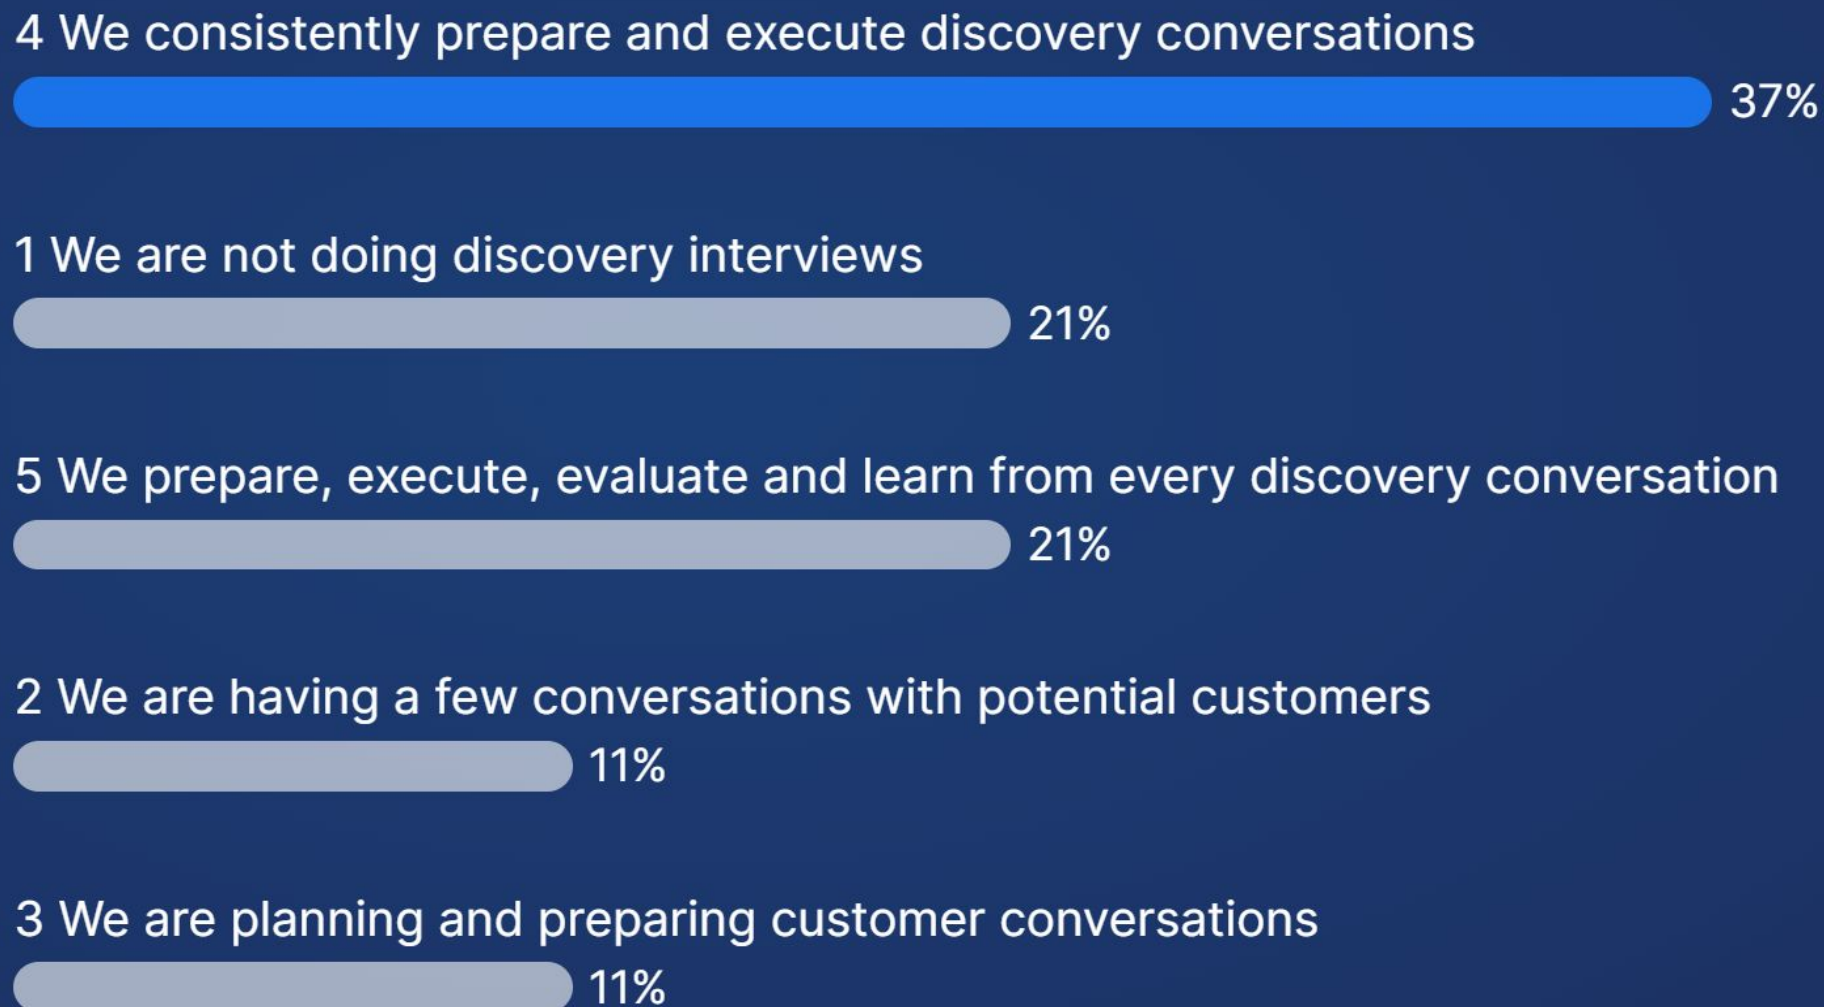 4 We consistently prepare and execute discovery conversations
37%
1 We are not doing discovery interviews
21%
5 We prepare, execute, evaluate and learn from every discovery conversation
21%
2 We are having a few conversations with potential customers
11%
3 We are planning and preparing customer conversations
11%